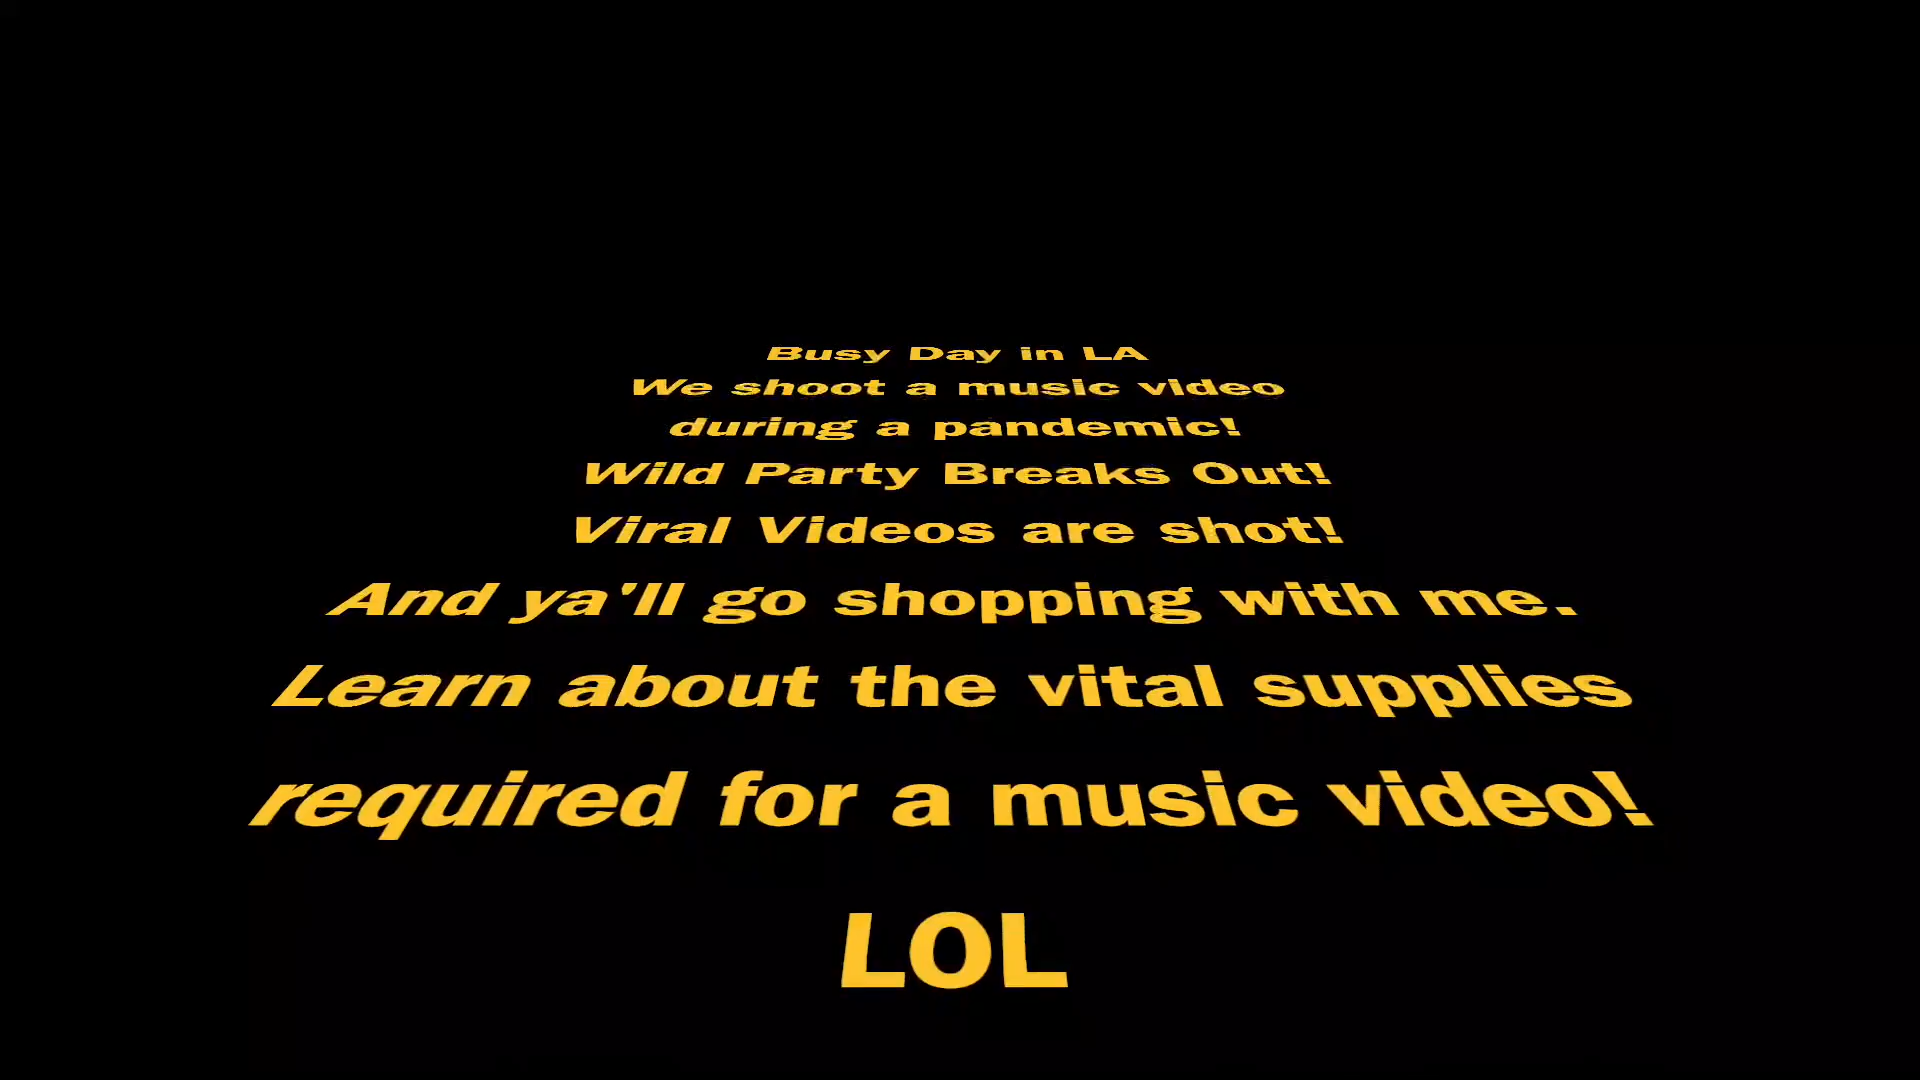 Busy Day in LA
We shoot a music video
during a pandemic!
Wild Party Breaks Out!
Viral Videos are shot!
And ya'll go shopping with me.
Learn about the vital supplies
required for a music video!
LOL